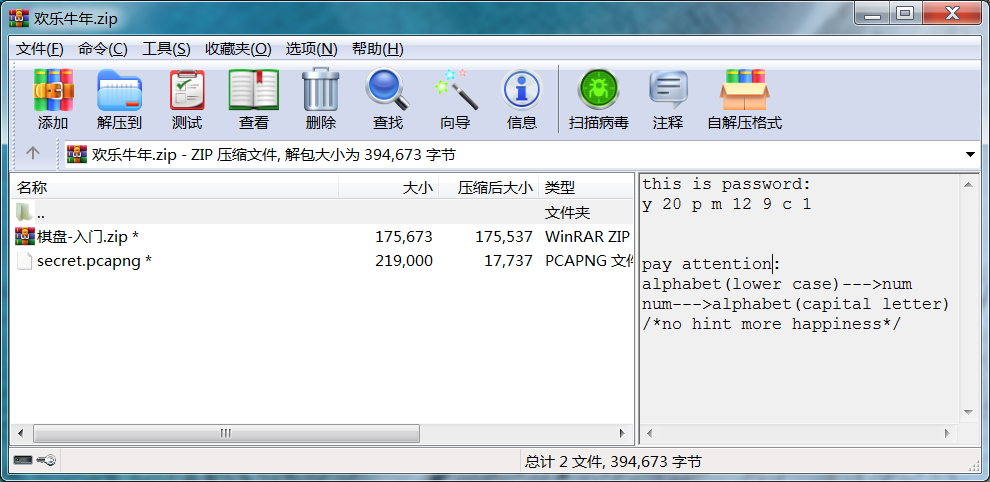 欢乐牛年.zip
文件(F) 命令(C) 工具(S) 收藏夹(O) 选项(N) 帮助(H)
添加 解压到 测试 查看 删除 查找 向导 信息 扫描病毒 注释 自解压格式
欢乐牛年.zip - ZIP 压缩文件, 解包大小为 394,673 字节
名称 大小 压缩后大小 类型
.. 文件夹
棋盘-入门.zip * 175,673 175,537 WinRAR ZIP
secret.pcapng * 219,000 17,737 PCAPNG 文件
this is password:
y 20 p m 12 9 c 1
pay attention:
alphabet(lower case)--->num
num--->alphabet(capital letter)
/*no hint more happiness*/
总计 2 文件, 394,673 字节